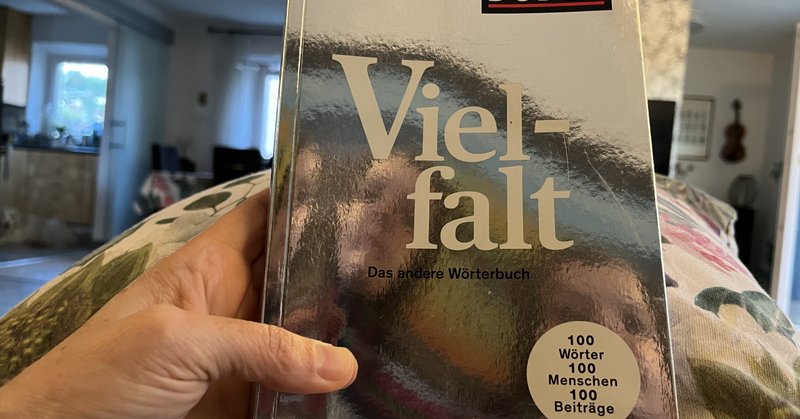 Viel-
falt
Das andere Wörterbuch
100
Wörter
100
Menschen
100
Beiträge